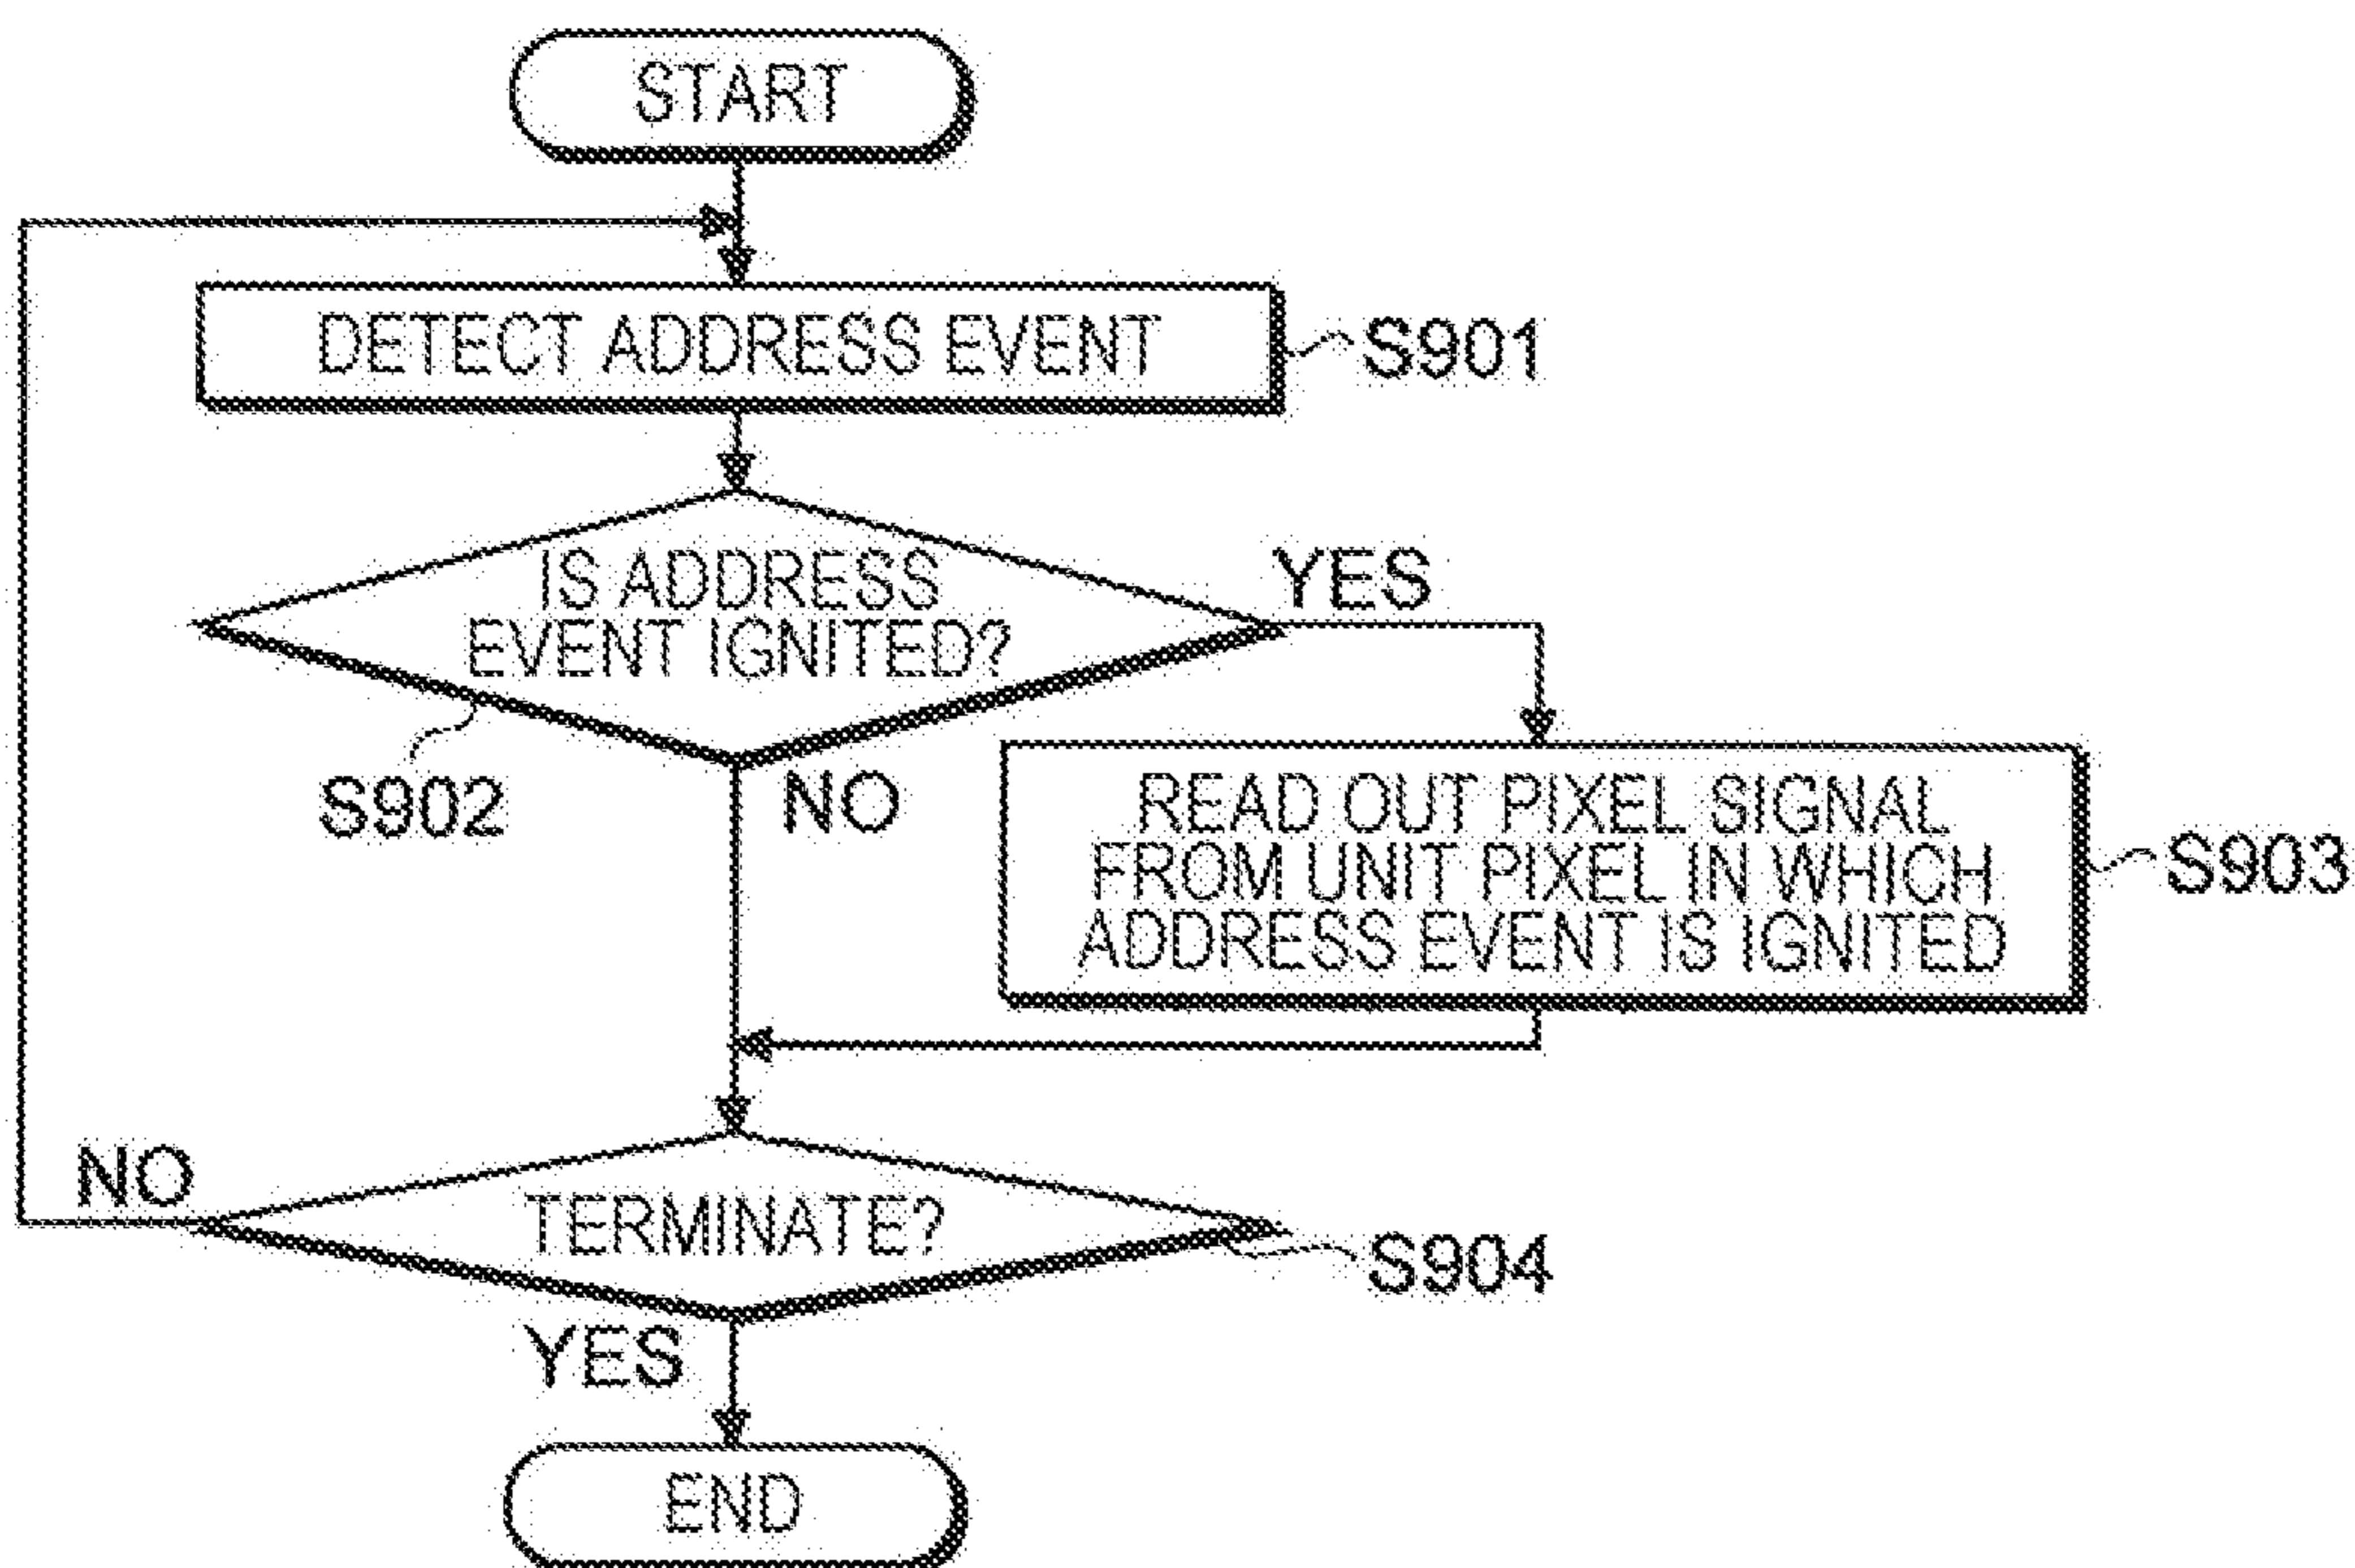 START
DETECT ADDRESS EVENT
S901
IS ADDRESS
EVENT IGNITED?
YES
S902
NO
READ OUT PIXEL SIGNAL
FROM UNIT PIXEL IN WHICH
ADDRESS EVENT IS IGNITED
S903
NO
TERMINATE?
S904
YES
END